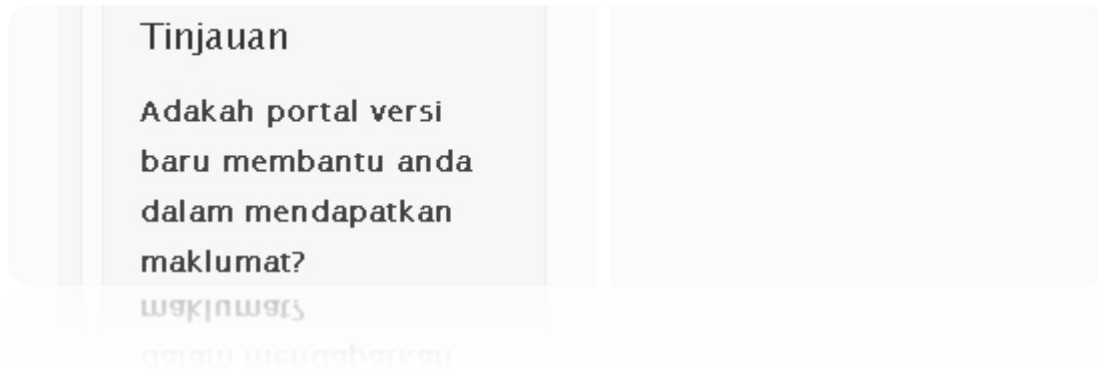 Tinjauan
Adakah portal versi
baru membantu anda
dalam mendapatkan
maklumat?